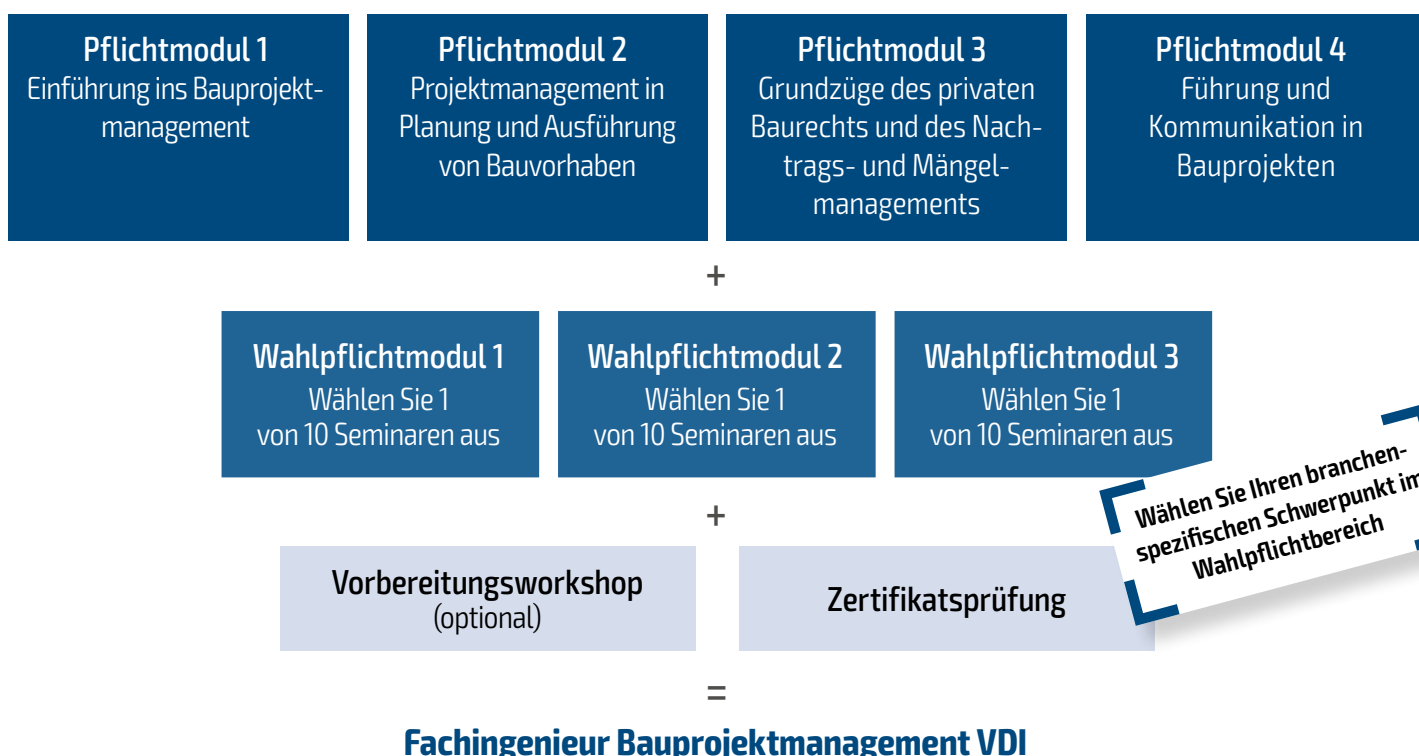 Pflichtmodul 1
Einführung ins Bauprojekt-
management
Pflichtmodul 2
Projektmanagement in
Planung und Ausführung
von Bauvorhaben
Pflichtmodul 3
Grundzüge des privaten
Baurechts und des Nach-
trags- und Mängel-
managements
Pflichtmodul 4
Führung und
Kommunikation in
Bauprojekten
+
Wahlpflichtmodul 1
Wählen Sie 1
von 10 Seminaren aus
Wahlpflichtmodul 2
Wählen Sie 1
von 10 Seminaren aus
Wahlpflichtmodul 3
Wählen Sie 1
von 10 Seminaren aus
Wählen Sie Ihren branchen-
spezifischen Schwerpunkt im
Wahlpflichtbereich
+
Vorbereitungsworkshop
(optional)
Zertifikatsprüfung
=
Fachingenieur Bauprojektmanagement VDI